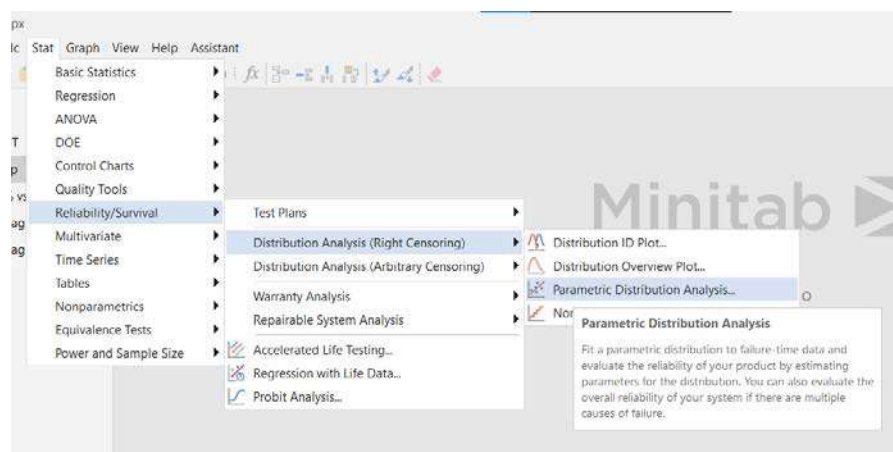 px
lc Stat Graph View Help Assistant
Basic Statistics
fx
Regression
ANOVA
DOE
Control Charts
Quality Tools
Reliability/Survival
Multivariate
Time Series
Tables
Nonparametrics
Equivalence Tests
Power and Sample Size
T
p
vs
ag
ag
Test Plans
Distribution Analysis (Right Censoring)
Distribution Analysis (Arbitrary Censoring)
Warranty Analysis
Repairable System Analysis
Accelerated Life Testing...
Regression with Life Data...
Probit Analysis...
Minitab
Distribution ID Plot...
Distribution Overview Plot...
Parametric Distribution Analysis...
Nor
o
Parametric Distribution Analysis
Fit a parametric distribution to failure-time data and
evaluate the reliability of your product by estimating
parameters for the distribution. You can also evaluate the
overall reliability of your system if there are multiple
causes of failure.